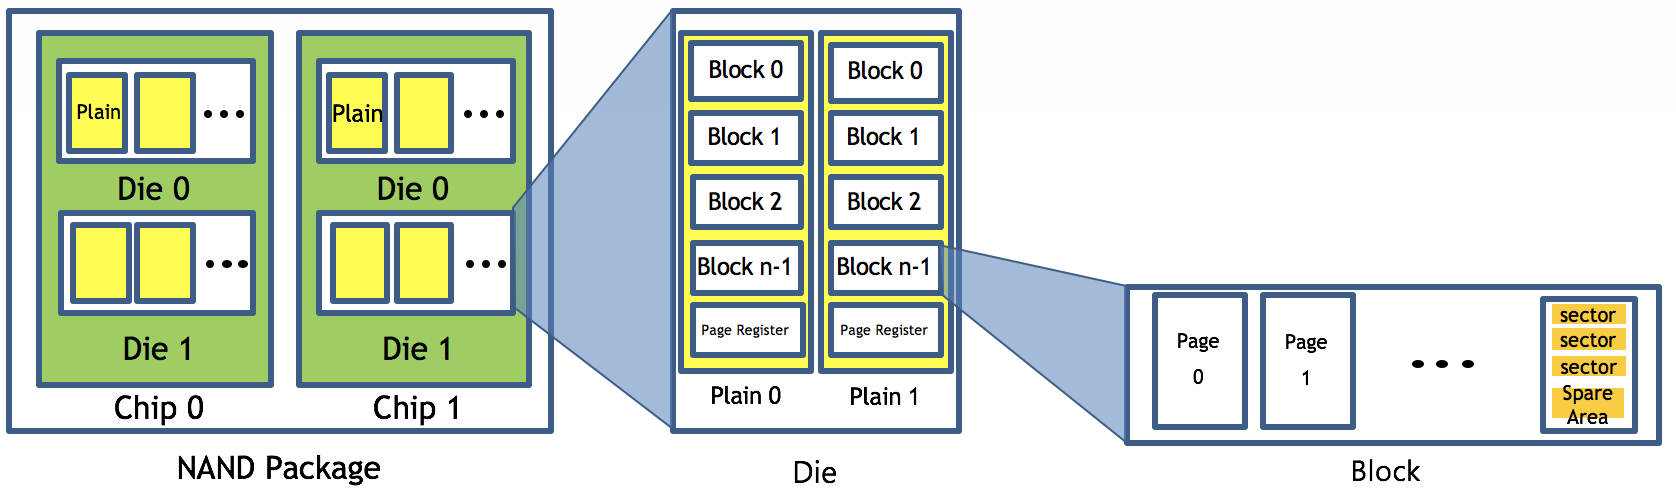 Plain
Die 0
Die 1
Chip 0
Plain
Die 0
Die 1
Chip 1
NAND Package
Block 0
Block 1
Block 2
Block n-1
Page Register
Plain 0
Block 0
Block 1
Block 2
Block n-1
Page Register
Plain 1
Die
Page
0
Page
1
sector
sector
sector
Spare
Area
Block